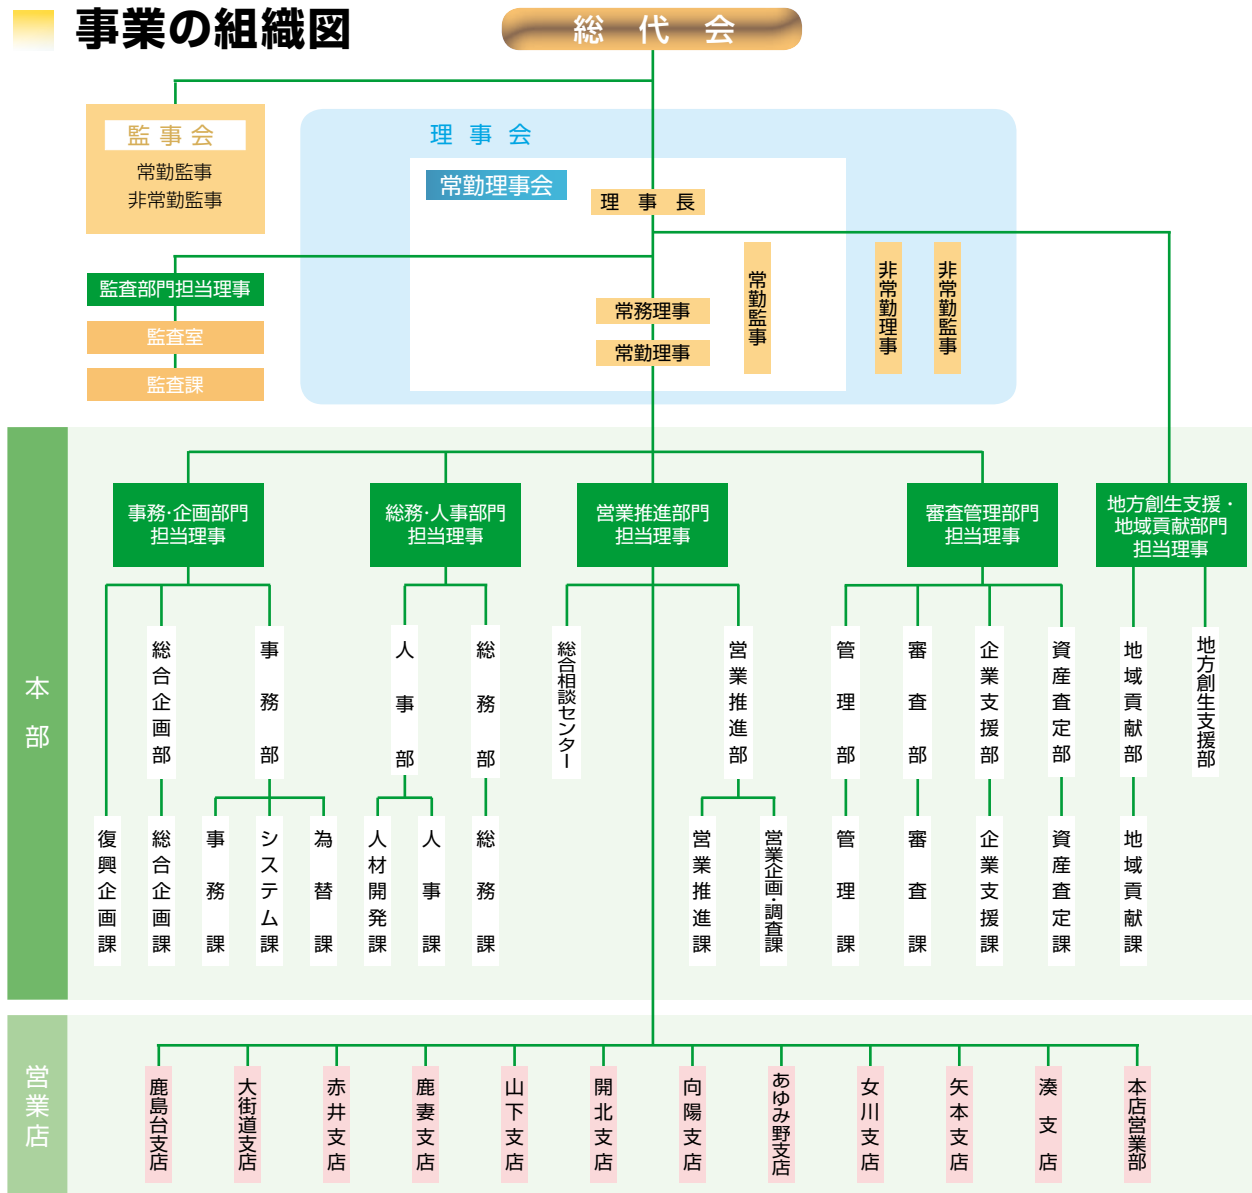 事業の組織図
総代会
監事会
常勤監事
非常勤監事
理事会
常勤理事会
理事長
常務理事
常勤理事
常勤監事
非常勤理事
非常勤監事
監査部門担当理事
監査室
監査課
本部
事務・企画部門
担当理事
総務・人事部門
担当理事
営業推進部門
担当理事
審査管理部門
担当理事
地方創生支援・
地域貢献部門
担当理事
総合企画部
事務部
人事部
総務部
総合相談センター
営業推進部
管理部
審査部
企業支援部
資産査定部
地域貢献部
地方創生支援部
復興企画課
総合企画課
事務課
システム課
為替課
人材開発課
人事課
総務課
営業推進課
営業企画・調査課
管理課
審査課
企業支援課
資産査定課
地域貢献課
営業店
鹿島台支店
大街道支店
赤井支店
鹿妻支店
山下支店
開北支店
向陽支店
あゆみ野支店
女川支店
矢本支店
湊支店
本店営業部